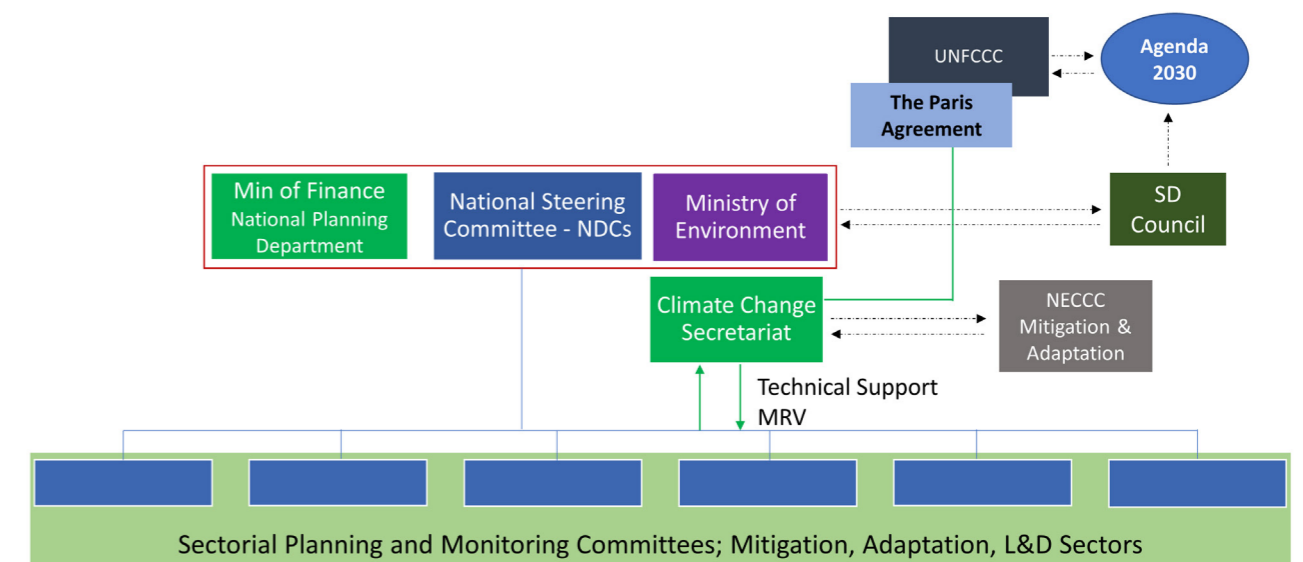 UNFCCC
Agenda
2030
The Paris
Agreement
Min of Finance
National Planning
Department
National Steering
Committee - NDCs
Ministry of
Environment
SD
Council
Climate Change
Secretariat
NECCC
Mitigation &
Adaptation
Technical Support
MRV
Sectorial Planning and Monitoring Committees; Mitigation, Adaptation, L&D Sectors